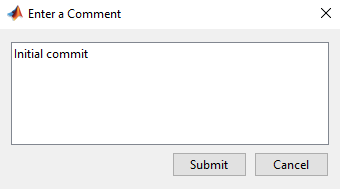 Enter a Comment
Initial commit
Submit
Cancel